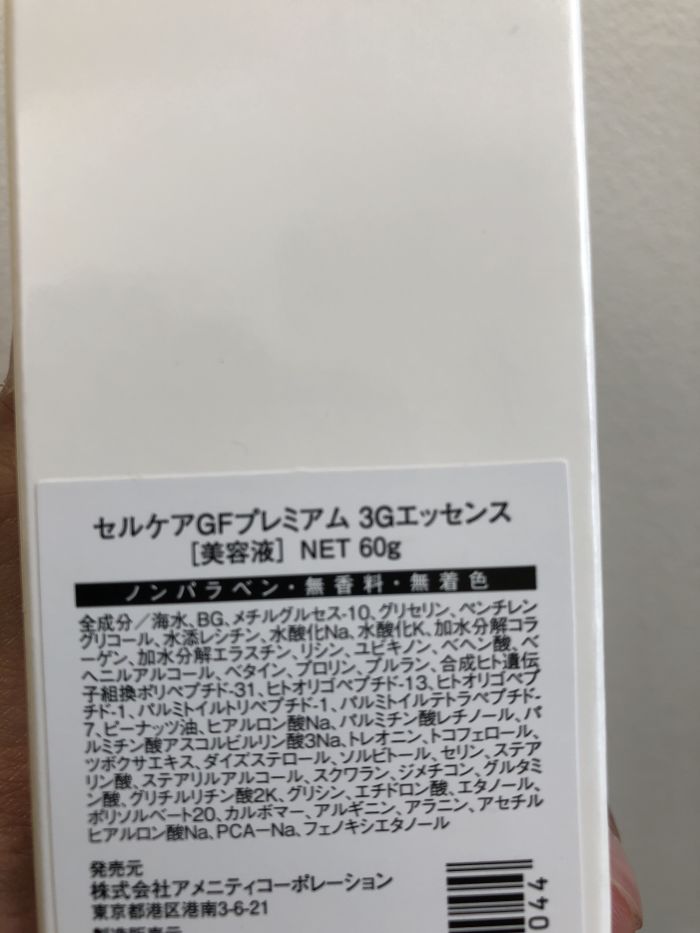 セルケアGFプレミアム 3Gエッセンス
[美容液] NET 60g
ノンパラベン・無香料・無着色
全成分／海水、BG、メチルグルセス-10、グリセリン、ペンチレン
グリコール、水添レシチン、水酸化Na、水酸化K、加水分解コラ
ーゲン、加水分解エラスチン、リシン、ユビキノン、ベヘン酸、ベ
ヘニルアルコール、ベタイン、プロリン、プルラン、合成ヒト遺伝
子組換ポリペプチド-31、ヒトオリゴペプチド-13、ヒトオリゴペプ
チド-1、パルミトイルトリペプチド-1、パルミトイルテトラペプチド-
7、ピーナッツ油、ヒアルロン酸Na、パルミチン酸レチノール、パ
ルミチン酸アスコルビルリン酸3Na、トレオニン、トコフェロール、
ツボクサエキス、ダイズステロール、ソルビトール、セリン、ステア
リン酸、ステアリルアルコール、スクワラン、ジメチコン、グルタミ
ン酸、グリチルリチン酸2K、グリシン、エチドロン酸、エタノール、
ポリソルベート20、カルボマー、アルギニン、アラニン、アセチル
ヒアルロン酸Na、PCA－Na、フェノキシエタノール
発売元
株式会社アメニティコーポレーション
東京都港区港南3-6-21
044